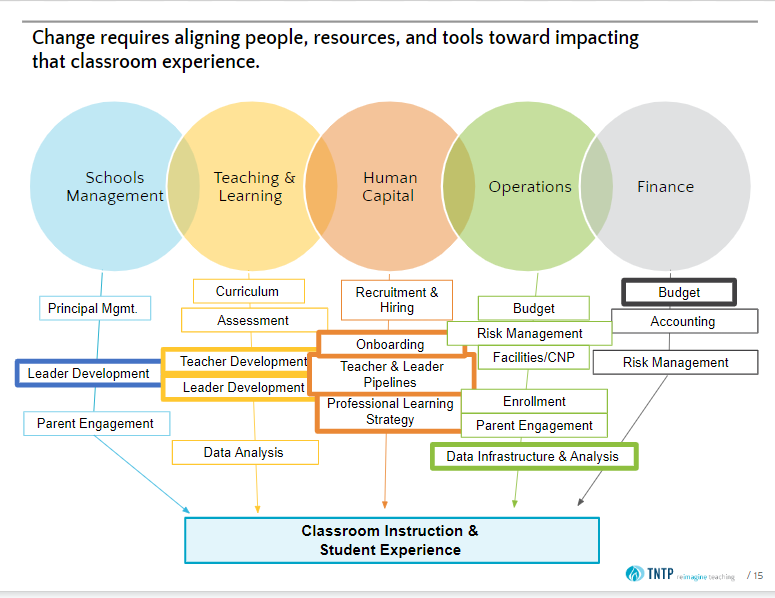 Change requires aligning people, resources, and tools toward impacting
that classroom experience.
Schools
Management
Teaching &
Learning
Human
Capital
Operations
Finance
Principal Mgmt.
Leader Development
Parent Engagement
Curriculum
Assessment
Teacher Development
Leader Development
Data Analysis
Recruitment &
Hiring
Onboarding
Teacher & Leader
Pipelines
Professional Learning
Strategy
Budget
Risk Management
Facilities/CNP
Enrollment
Parent Engagement
Data Infrastructure & Analysis
Budget
Accounting
Risk Management
Classroom Instruction &
Student Experience
TNTP reimagine teaching / 15